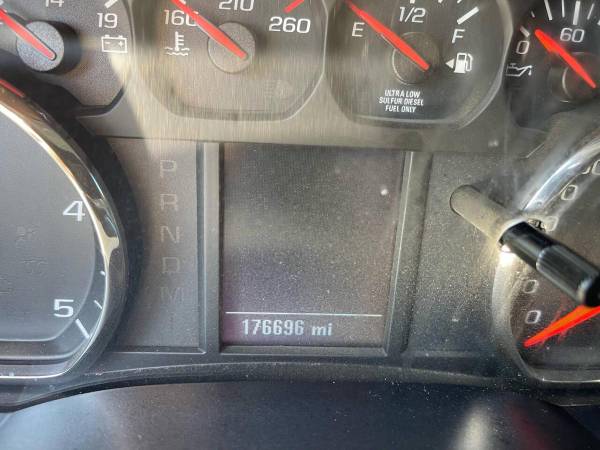 14
19
160
210
260
E
1/2
F
ULTRA LOW
SULFUR DIESEL
FUEL ONLY
0
60
P
R
N
D
M
4
5
176696 mi